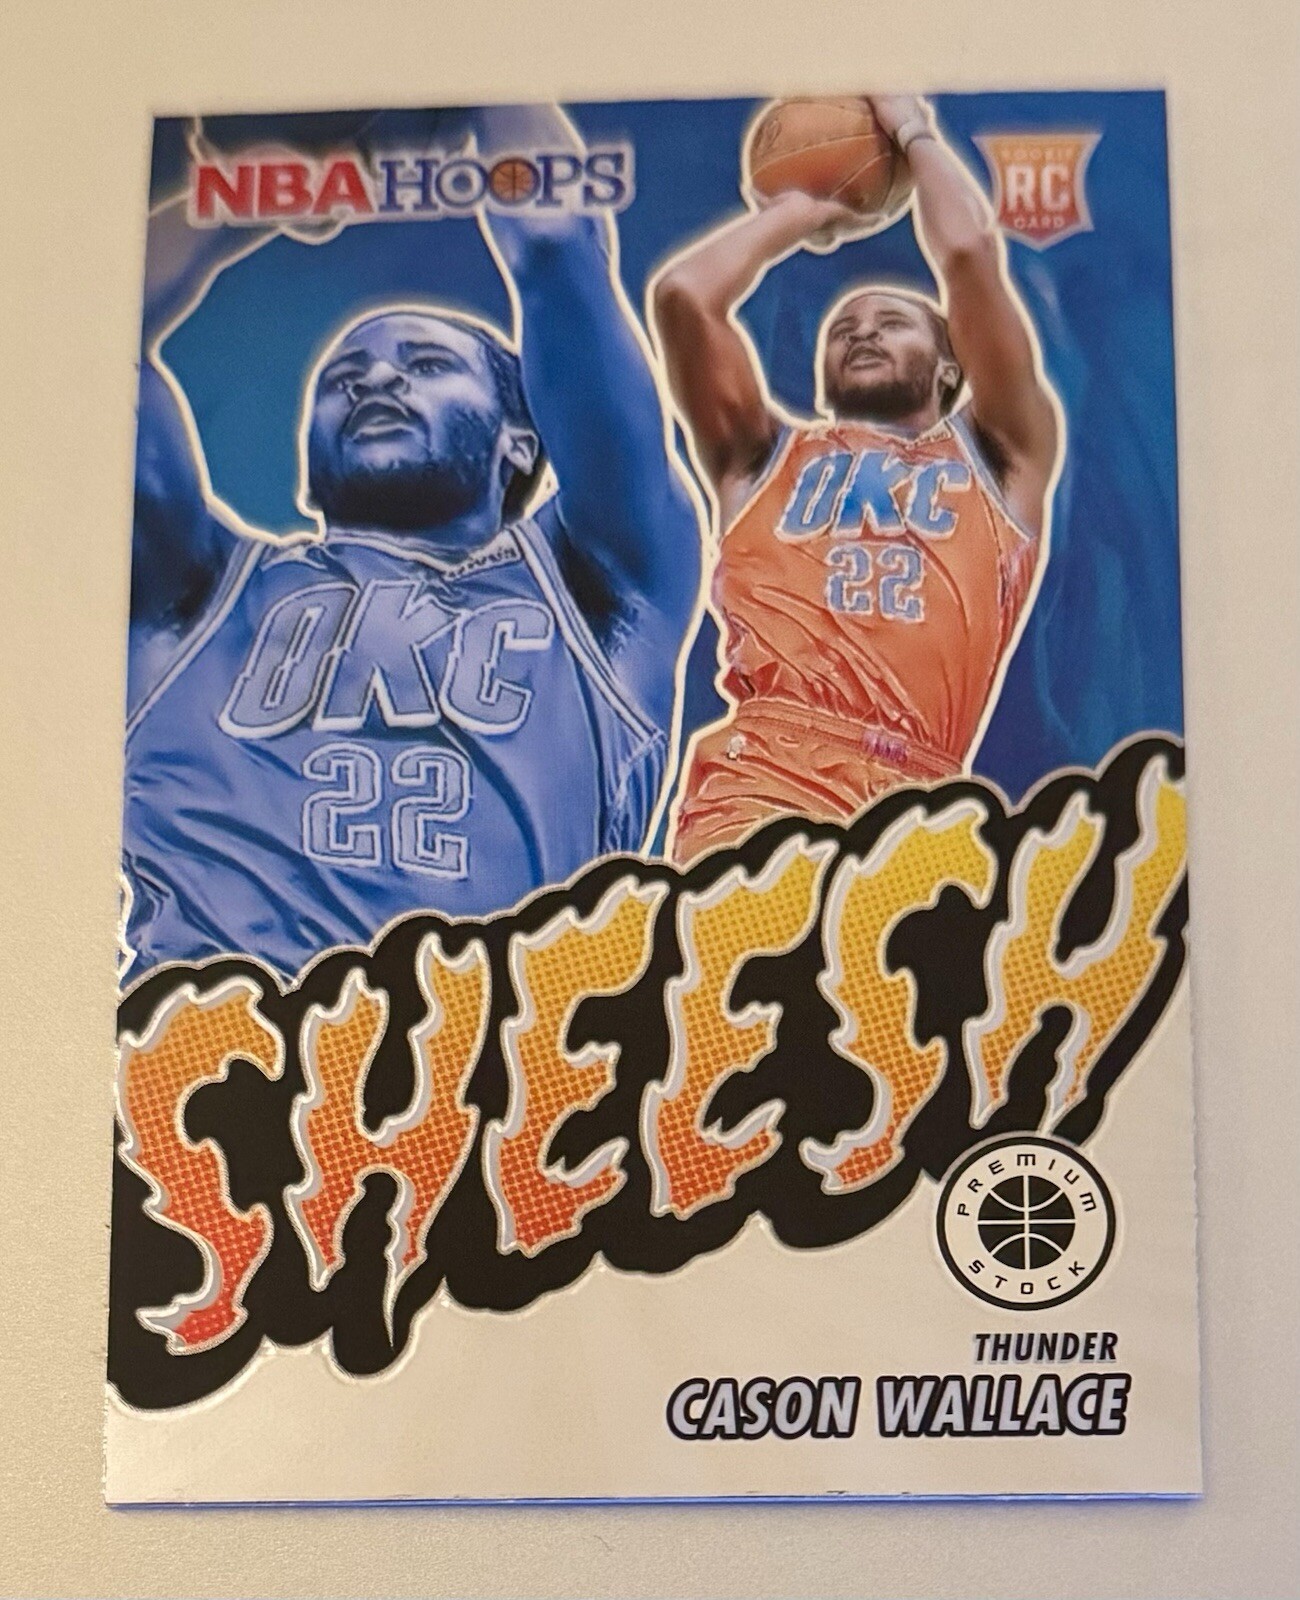 NBA HOOPS
ROOKIE
RC
CARD
OKC
22
OKC
22
SHEESH
PREMIUM
STOCK
THUNDER
CASON WALLACE